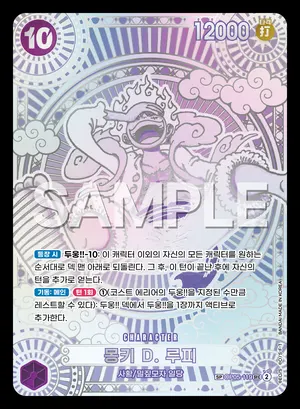 10
12000
打
SAMPLE
등장 시 두웅!!-10: 이 캐릭터 이외의 자신의 모든 캐릭터를 원하는
순서대로 덱 맨 아래로 되돌린다. 그 후, 이 턴이 끝난 후에 자신의
턴을 추가로 얻는다.
기동: 메인 턴 1회 ①(코스트 에리어의 두웅!!을 지정된 수만큼
레스트할 수 있다): 두웅!! 덱에서 두웅!!을 1장까지 액티브로
추가한다.
CHARACTER
몽키 D. 루피
사황/밀짚모자 일당